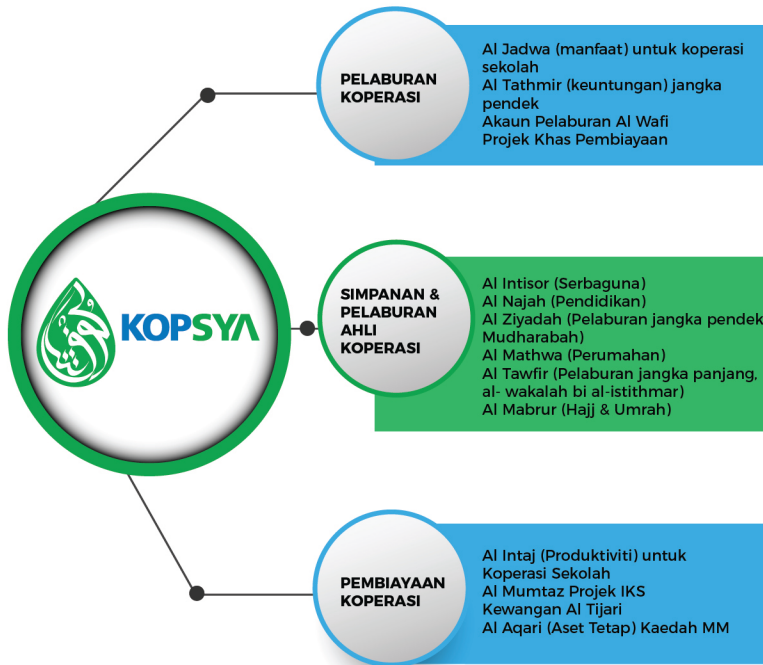 PELABURAN
KOPERASI
Al Jadwa (manfaat) untuk koperasi
sekolah
Al Tathmir (keuntungan) jangka
pendek
Akaun Pelaburan Al Wafi
Projek Khas Pembiayaan
KOPSYA
SIMPANAN &
PELABURAN
AHLI
KOPERASI
Al Intisor (Serbaguna)
Al Najah (Pendidikan)
Al Ziyadah (Pelaburan jangka pendek
Mudharabah)
Al Mathwa (Perumahan)
Al Tawfir (Pelaburan jangka panjang,
al- wakalah bi al-istithmar)
Al Mabrur (Hajj & Umrah)
PEMBIAYAAN
KOPERASI
Al Intaj (Produktiviti) untuk
Koperasi Sekolah
Al Mumtaz Projek IKS
Kewangan Al Tijari
Al Aqari (Aset Tetap) Kaedah MM